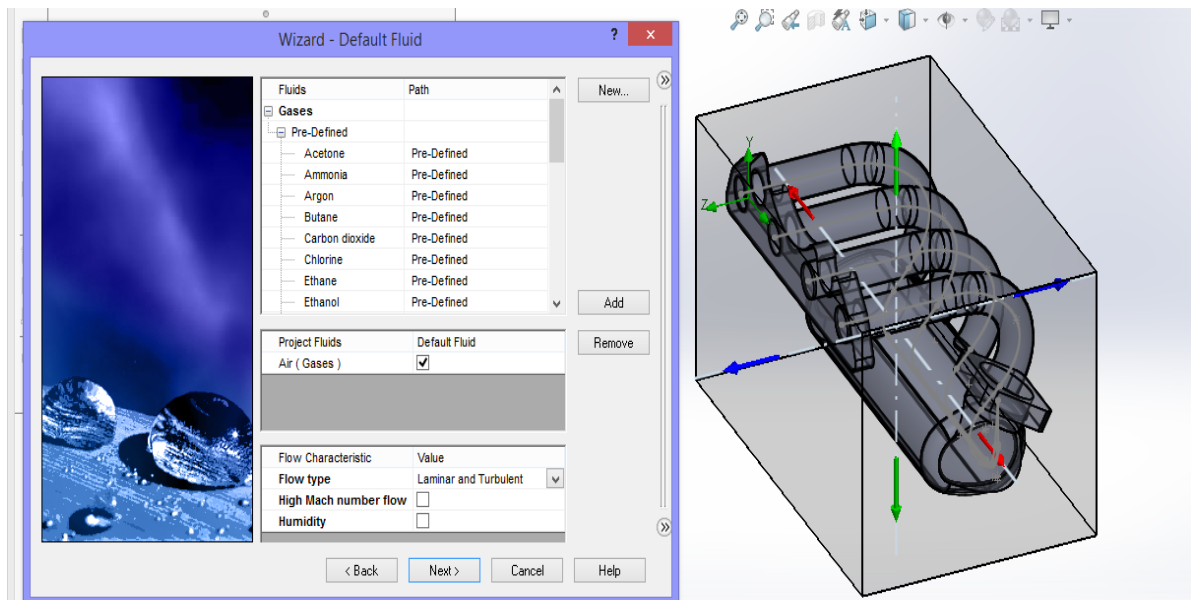 Wizard - Default Fluid
?
x
Fluids Path
Gases
Pre-Defined
Acetone Pre-Defined
Ammonia Pre-Defined
Argon Pre-Defined
Butane Pre-Defined
Carbon dioxide Pre-Defined
Chlorine Pre-Defined
Ethane Pre-Defined
Ethanol Pre-Defined
New...
Add
Project Fluids Default Fluid
Air ( Gases )
Remove
Flow Characteristic Value
Flow type Laminar and Turbulent
High Mach number flow
Humidity
< Back Next > Cancel Help
Y
Z